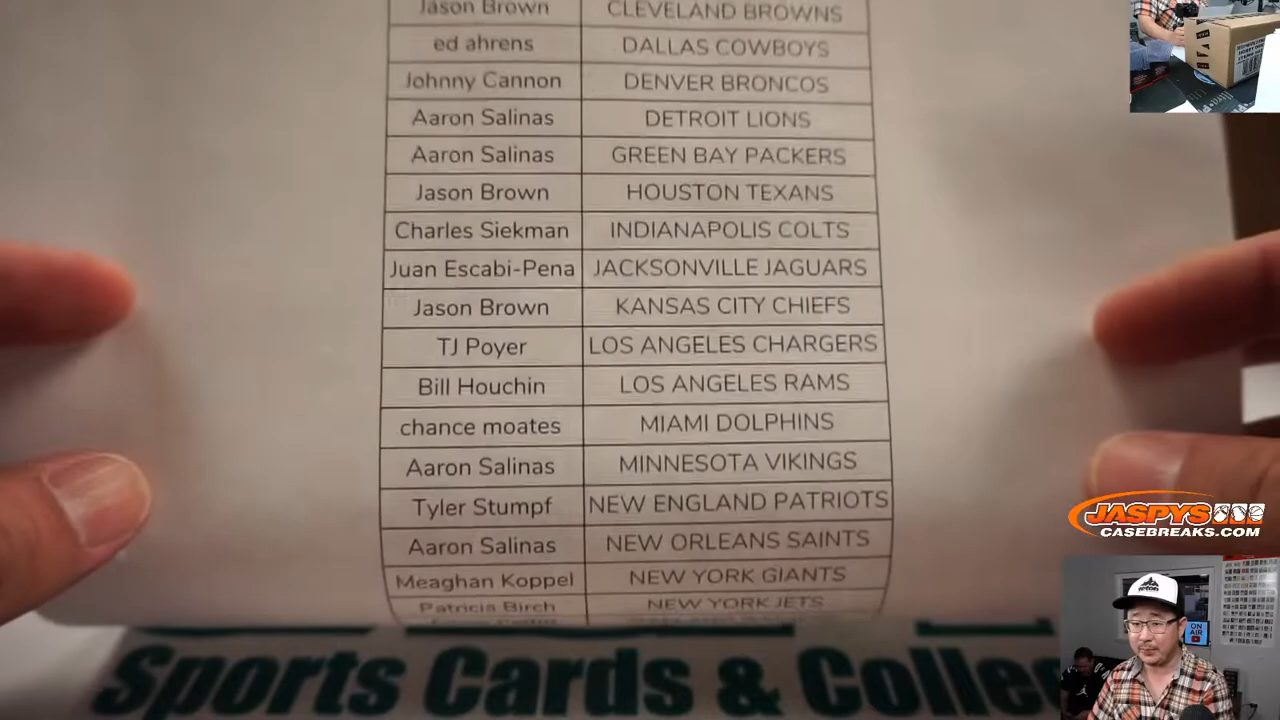 Jason Brown CLEVELAND BROWNS
ed ahrens DALLAS COWBOYS
Johnny Cannon DENVER BRONCOS
Aaron Salinas DETROIT LIONS
Aaron Salinas GREEN BAY PACKERS
Jason Brown HOUSTON TEXANS
Charles Siekman INDIANAPOLIS COLTS
Juan Escabi-Pena JACKSONVILLE JAGUARS
Jason Brown KANSAS CITY CHIEFS
TJ Poyer LOS ANGELES CHARGERS
Bill Houchin LOS ANGELES RAMS
chance moates MIAMI DOLPHINS
Aaron Salinas MINNESOTA VIKINGS
Tyler Stumpf NEW ENGLAND PATRIOTS
Aaron Salinas NEW ORLEANS SAINTS
Meaghan Koppel NEW YORK GIANTS
Patricia Birch NEW YORK JETS
JASPYS
CASEBREAKS.COM
ON AIR
Sports Cards & Collec